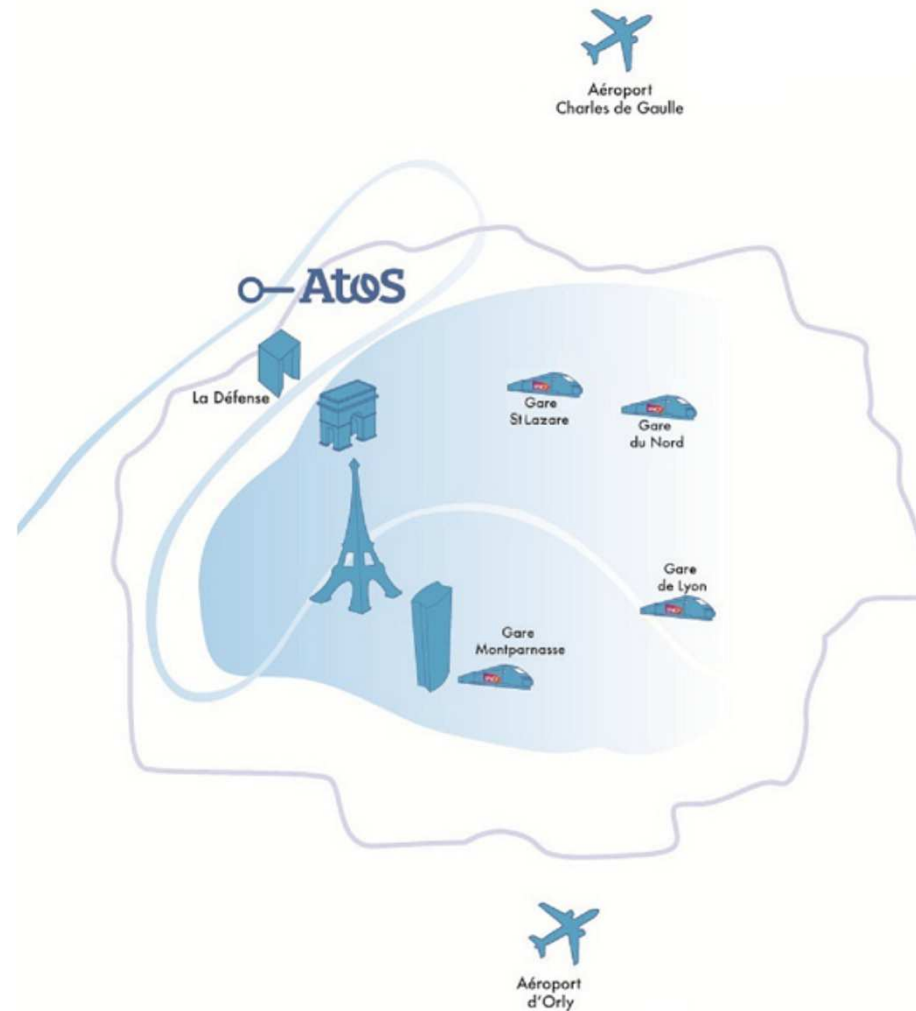 Aéroport
Charles de Gaulle
Atos
La Défense
Gare
St Lazare
Gare
du Nord
Gare
de Lyon
Gare
Montparnasse
Aéroport
d'Orly